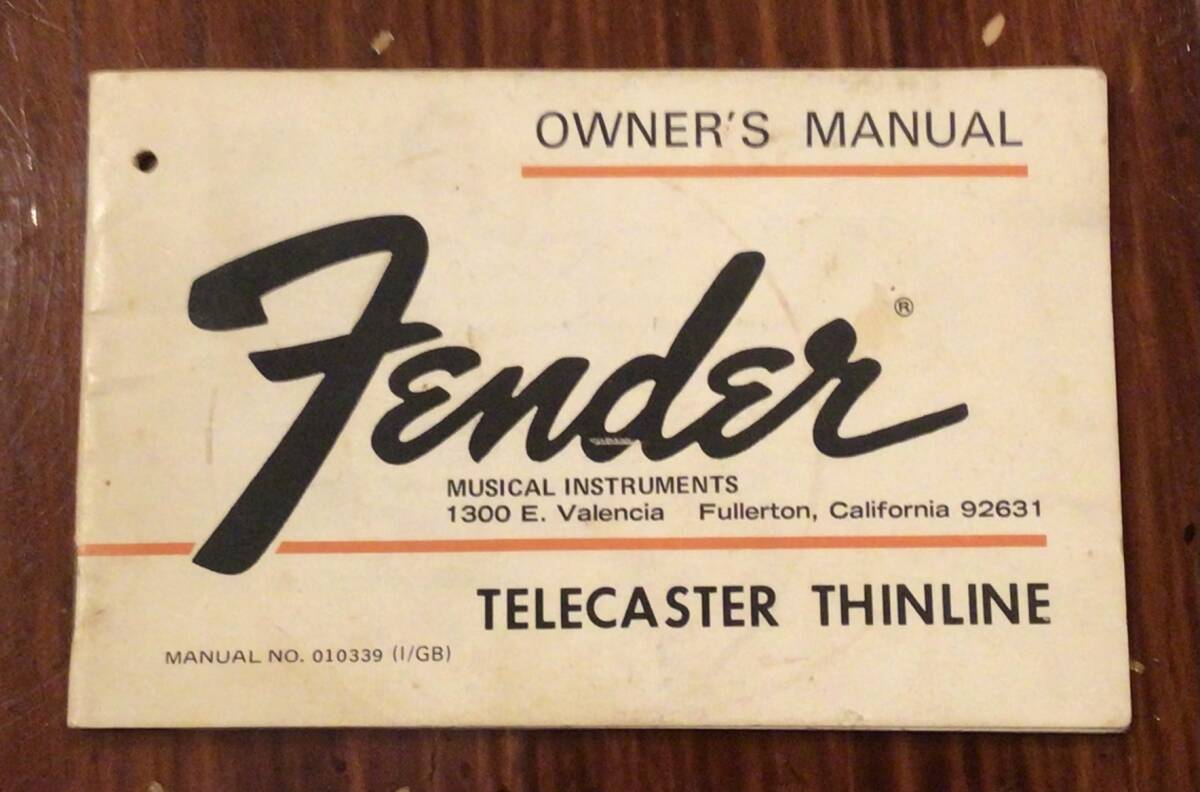 OWNER'S MANUAL
Fender ®
MUSICAL INSTRUMENTS
1300 E. Valencia Fullerton, California 92631
TELECASTER THINLINE
MANUAL NO. 010339 (I/GB)